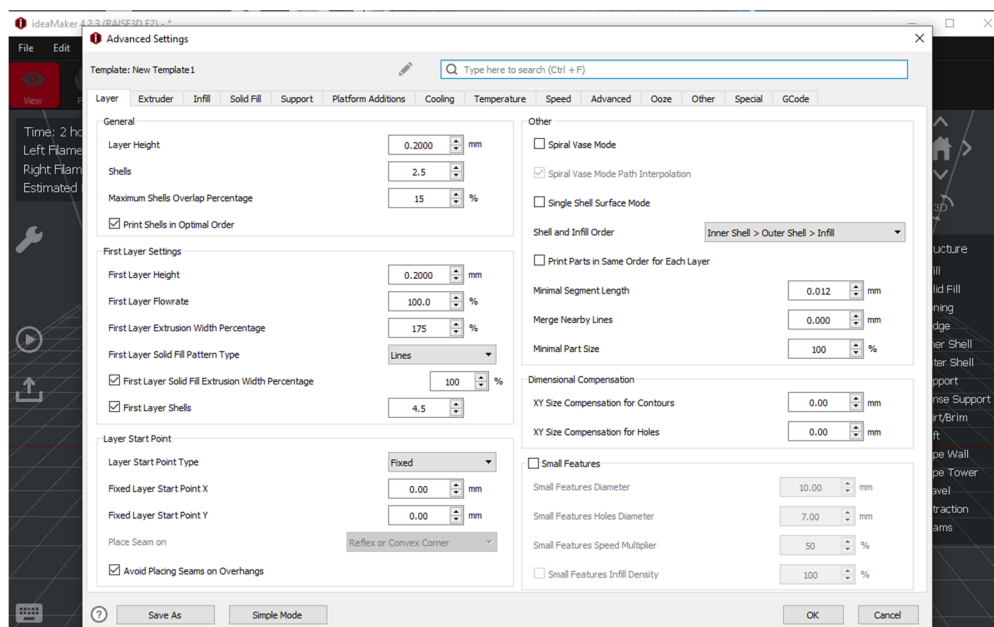 ideaMaker 4.2.3 (RAISE3D E2) - *
File Edit
View
Time: 2 ho
Left Filame
Right Filam
Estimated
Advanced Settings
Template: New Template1
Type here to search (Ctrl + F)
Layer Extruder Infill Solid Fill Support Platform Additions Cooling Temperature Speed Advanced Ooze Other Special GCode
General
Layer Height 0.2000 mm
Shells 2.5
Maximum Shells Overlap Percentage 15 %
Print Shells in Optimal Order
First Layer Settings
First Layer Height 0.2000 mm
First Layer Flowrate 100.0 %
First Layer Extrusion Width Percentage 175 %
First Layer Solid Fill Pattern Type Lines
First Layer Solid Fill Extrusion Width Percentage 100 %
First Layer Shells 4.5
Layer Start Point
Layer Start Point Type Fixed
Fixed Layer Start Point X 0.00 mm
Fixed Layer Start Point Y 0.00 mm
Place Seam on Reflex or Convex Corner
Avoid Placing Seams on Overhangs
Other
Spiral Vase Mode
Spiral Vase Mode Path Interpolation
Single Shell Surface Mode
Shell and Infill Order Inner Shell > Outer Shell > Infill
Print Parts in Same Order for Each Layer
Minimal Segment Length 0.012 mm
Merge Nearby Lines 0.000 mm
Minimal Part Size 100 %
Dimensional Compensation
XY Size Compensation for Contours 0.00 mm
XY Size Compensation for Holes 0.00 mm
Small Features
Small Features Diameter 10.00 mm
Small Features Holes Diameter 7.00 mm
Small Features Speed Multiplier 50 %
Small Features Infill Density 100 %
? Save As Simple Mode OK Cancel
3D
ucture
ill
lid Fill
ning
dge
ner Shell
ter Shell
pport
nse Support
irt/Brim
ft
pe Wall
pe Tower
avel
traction
ams